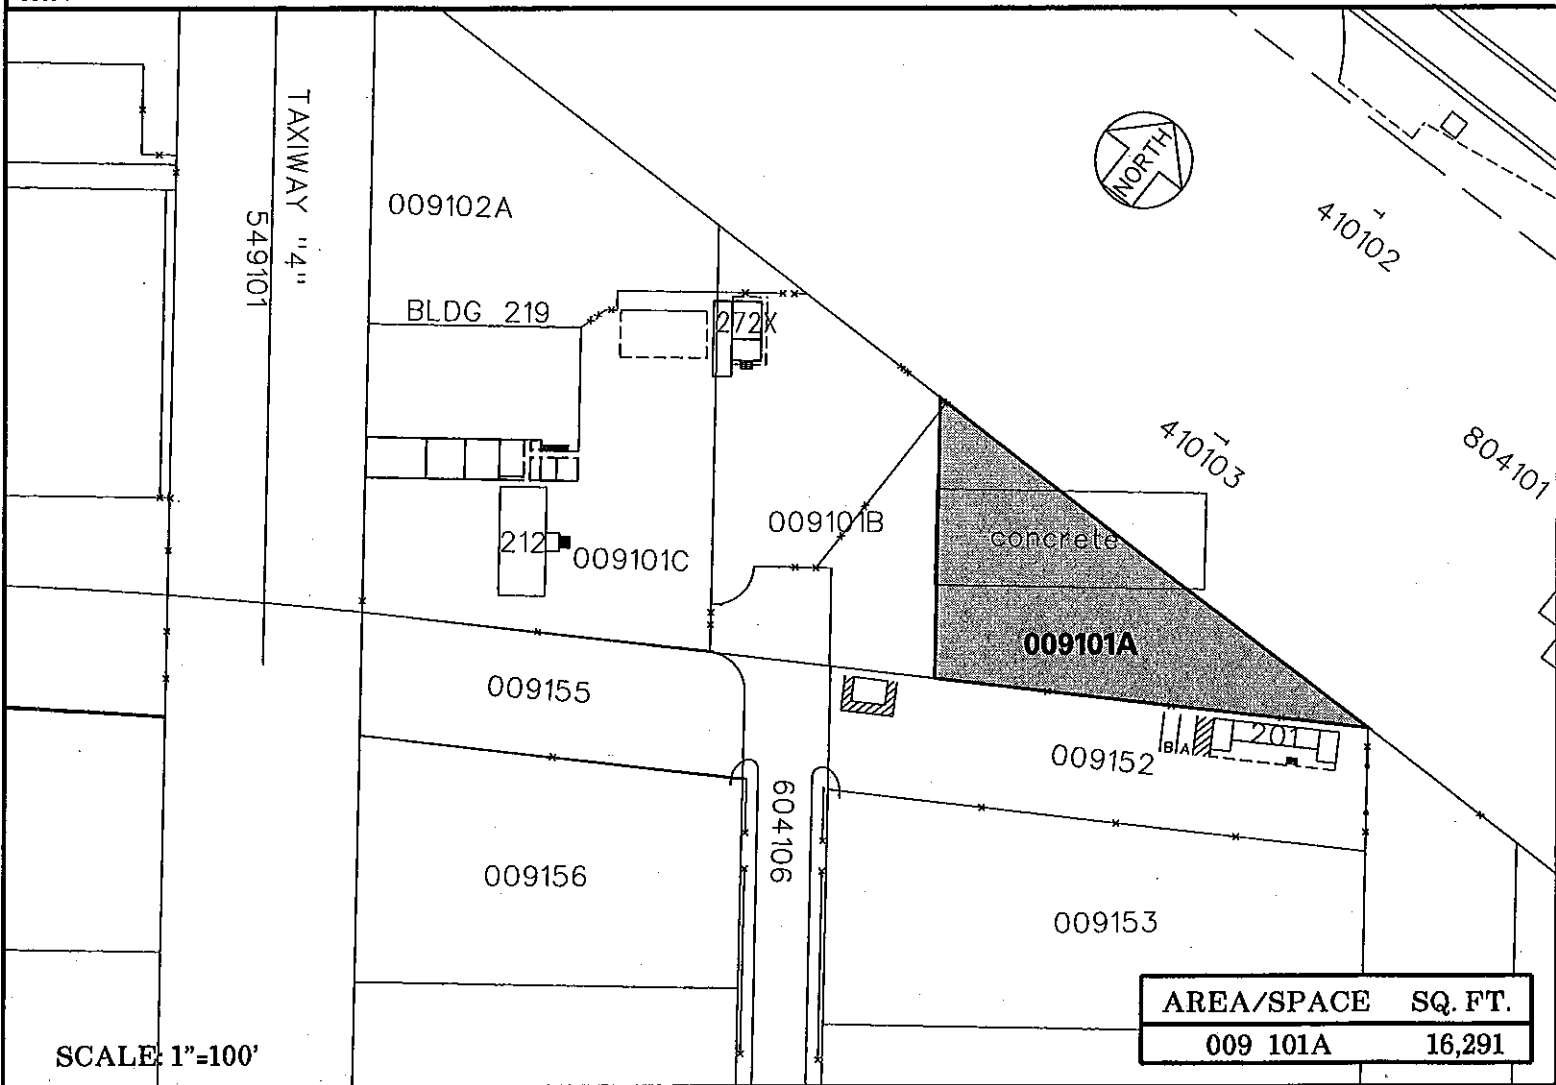 TAXIWAY "4"
549101
009102A
NORTH
410102
BLDG 219
272X
410103
804101
009101B
concrete
212
009101C
009101A
009155
201
B A
009152
604106
009156
009153
AREA/SPACE SQ. FT.
009 101A 16,291
SCALE: 1"=100'